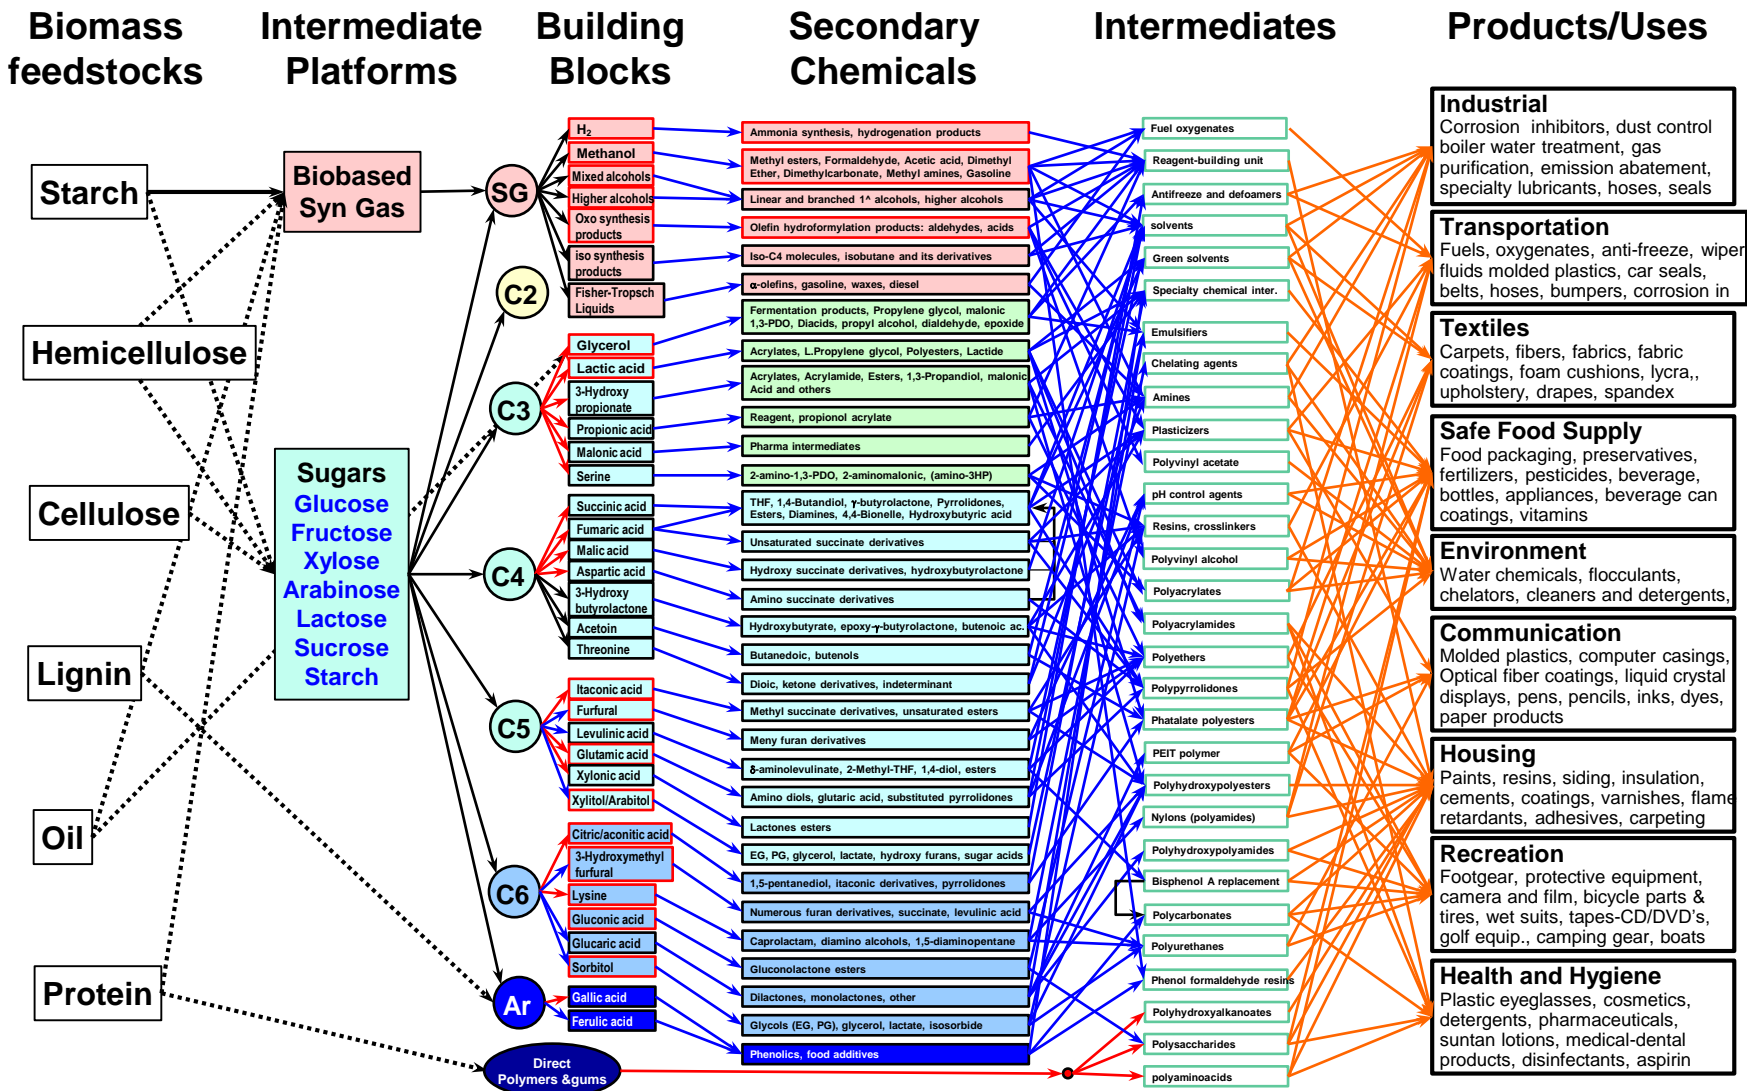 Biomass
feedstocks
Intermediate
Platforms
Building
Blocks
Secondary
Chemicals
Intermediates
Products/Uses
Starch
Hemicellulose
Cellulose
Lignin
Oil
Protein
Biobased
Syn Gas
Sugars
Glucose
Fructose
Xylose
Arabinose
Lactose
Sucrose
Starch
SG
C2
C3
C4
C5
C6
Ar
Direct
Polymers &gums
H2
Methanol
Mixed alcohols
Higher alcohols
Oxo synthesis
products
iso synthesis
products
Fisher-Tropsch
Liquids
Glycerol
Lactic acid
3-Hydroxy
propionate
Propionic acid
Malonic acid
Serine
Succinic acid
Fumaric acid
Malic acid
Aspartic acid
3-Hydroxy
butyrolactone
Acetoin
Threonine
Itaconic acid
Furfural
Levulinic acid
Glutamic acid
Xylonic acid
Xylitol/Arabitol
Citric/aconitic acid
3-Hydroxymethyl
furfural
Lysine
Gluconic acid
Glucaric acid
Sorbitol
Gallic acid
Ferulic acid
Ammonia synthesis, hydrogenation products
Methyl esters, Formaldehyde, Acetic acid, Dimethyl
Ether, Dimethylcarbonate, Methyl amines, Gasoline
Linear and branched 1^ alcohols, higher alcohols
Olefin hydroformylation products: aldehydes, acids
Iso-C4 molecules, isobutane and its derivatives
α-olefins, gasoline, waxes, diesel
Fermentation products, Propylene glycol, malonic
1,3-PDO, Diacids, propyl alcohol, dialdehyde, epoxide
Acrylates, L.Propylene glycol, Polyesters, Lactide
Acrylates, Acrylamide, Esters, 1,3-Propandiol, malonic
Acid and others
Reagent, propionol acrylate
Pharma intermediates
2-amino-1,3-PDO, 2-aminomalonic, (amino-3HP)
THF, 1,4-Butandiol, γ-butyrolactone, Pyrrolidones,
Esters, Diamines, 4,4-Bionelle, Hydroxybutyric acid
Unsaturated succinate derivatives
Hydroxy succinate derivatives, hydroxybutyrolactone
Amino succinate derivatives
Hydroxybutyrate, epoxy-γ-butyrolactone, butenoic ac.
Butanedoic, butenols
Dioic, ketone derivatives, indeterminant
Methyl succinate derivatives, unsaturated esters
Meny furan derivatives
δ-aminolevulinate, 2-Methyl-THF, 1,4-diol, esters
Amino diols, glutaric acid, substituted pyrrolidones
Lactones esters
EG, PG, glycerol, lactate, hydroxy furans, sugar acids
1,5-pentanediol, itaconic derivatives, pyrrolidones
Numerous furan derivatives, succinate, levulinic acid
Caprolactam, diamino alcohols, 1,5-diaminopentane
Gluconolactone esters
Dilactones, monolactones, other
Glycols (EG, PG), glycerol, lactate, isosorbide
Phenolics, food additives
Fuel oxygenates
Reagent-building unit
Antifreeze and defoamers
solvents
Green solvents
Specialty chemical inter.
Emulsifiers
Chelating agents
Amines
Plasticizers
Polyvinyl acetate
pH control agents
Resins, crosslinkers
Polyvinyl alcohol
Polyacrylates
Polyacrylamides
Polyethers
Polypyrrolidones
Phatalate polyesters
PEIT polymer
Polyhydroxypolyesters
Nylons (polyamides)
Polyhydroxypolyamides
Bisphenol A replacement
Polycarbonates
Polyurethanes
Phenol formaldehyde resins
Polyhydroxyalkanoates
Polysaccharides
polyaminoacids
Industrial
Corrosion inhibitors, dust control
boiler water treatment, gas
purification, emission abatement,
specialty lubricants, hoses, seals
Transportation
Fuels, oxygenates, anti-freeze, wiper
fluids molded plastics, car seals,
belts, hoses, bumpers, corrosion in
Textiles
Carpets, fibers, fabrics, fabric
coatings, foam cushions, lycra,,
upholstery, drapes, spandex
Safe Food Supply
Food packaging, preservatives,
fertilizers, pesticides, beverage,
bottles, appliances, beverage can
coatings, vitamins
Environment
Water chemicals, flocculants,
chelators, cleaners and detergents,
Communication
Molded plastics, computer casings,
Optical fiber coatings, liquid crystal
displays, pens, pencils, inks, dyes,
paper products
Housing
Paints, resins, siding, insulation,
cements, coatings, varnishes, flame
retardants, adhesives, carpeting
Recreation
Footgear, protective equipment,
camera and film, bicycle parts &
tires, wet suits, tapes-CD/DVD's,
golf equip., camping gear, boats
Health and Hygiene
Plastic eyeglasses, cosmetics,
detergents, pharmaceuticals,
suntan lotions, medical-dental
products, disinfectants, aspirin